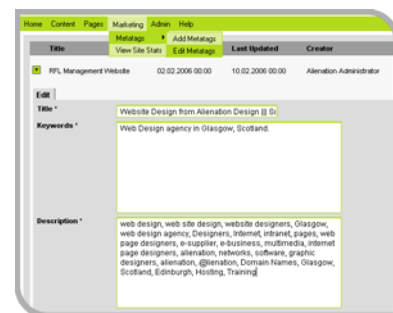 Home Content Pages Marketing Admin Help
Metatags Add Metatags
View Site Stats Edit Metatags
Title Last Updated Creator
RFL Management Website 02.02.2006 00:00 10.02.2006 00:00 Alienation Administrator
Edit
Title * Website Design from Alienation Design ||| Sc
Keywords * Web Design agency in Glasgow, Scotland.
Description * web design, web site design, website designers, Glasgow,
web design agency, Designers, Internet, intranet, pages, web
page designers, e-supplier, e-business, multimedia, internet
page designers, alienation, networks, software, graphic
designers, alienation, @lienation, Domain Names, Glasgow,
Scotland, Edinburgh, Hosting, Training